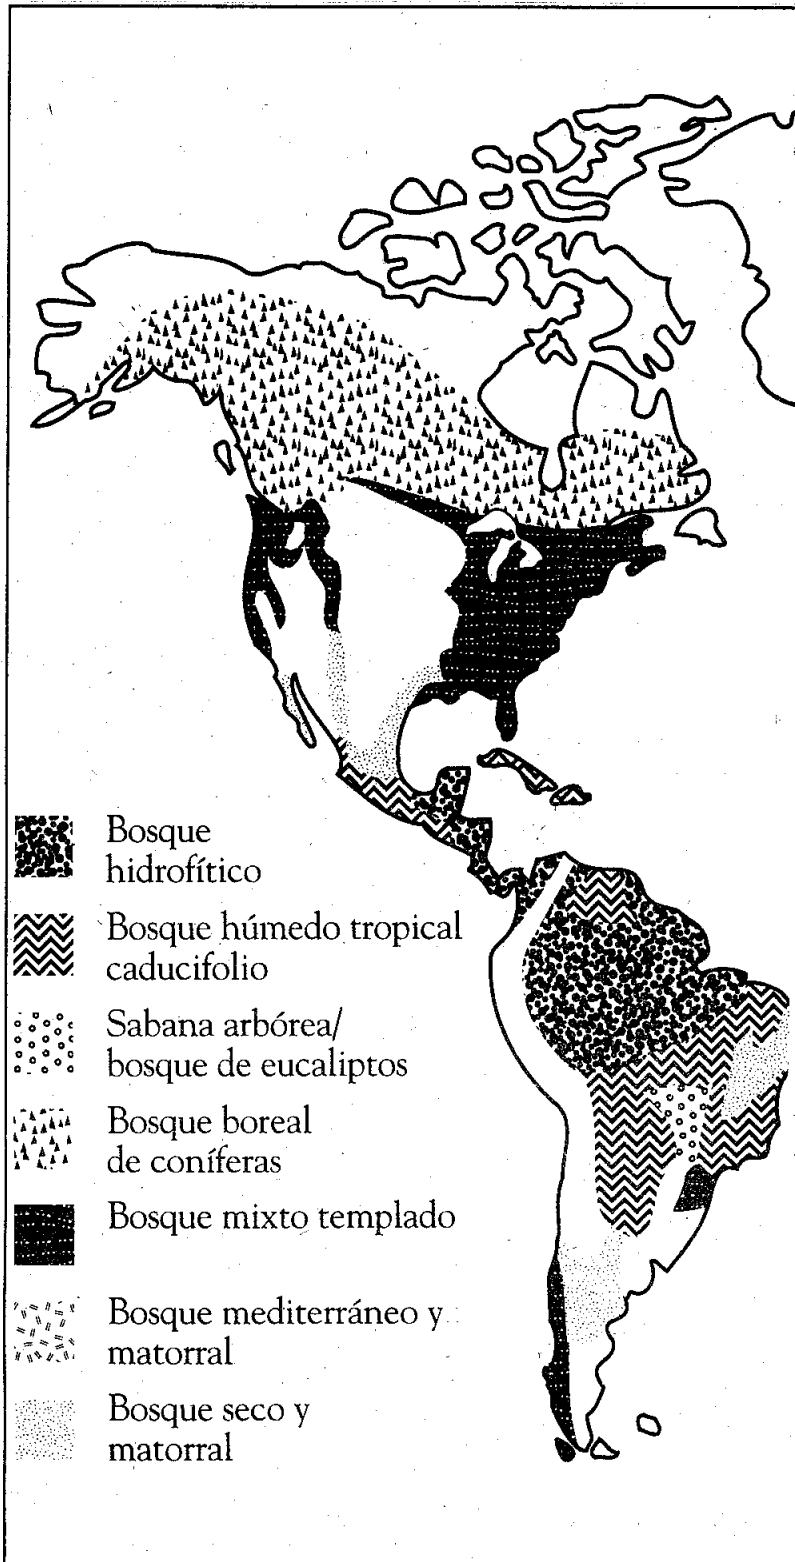 Bosque
hidrofítico
Bosque húmedo tropical
caducifolio
Sabana arbórea/
bosque de eucaliptos
Bosque boreal
de coníferas
Bosque mixto templado
Bosque mediterráneo y
matorral
Bosque seco y
matorral